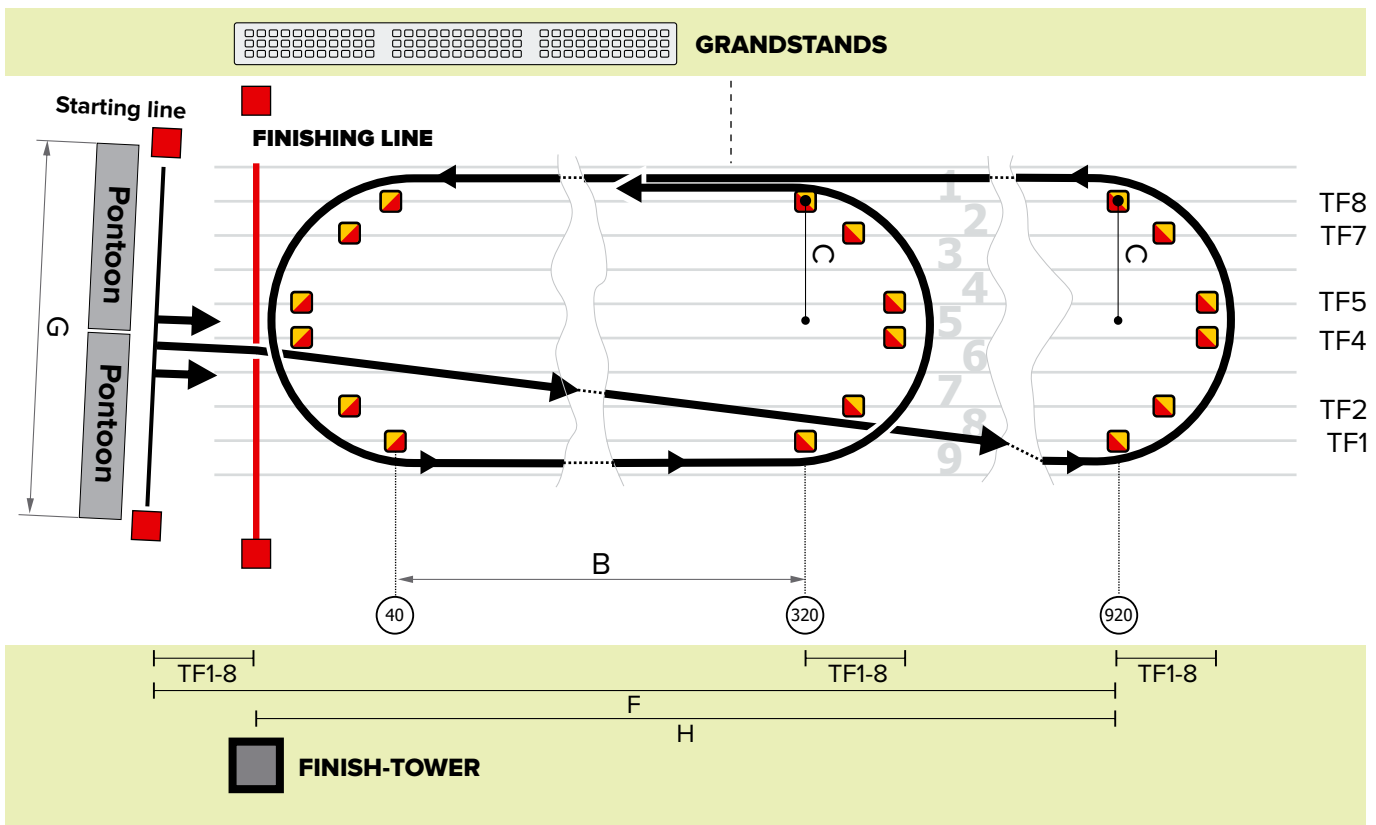 GRANDSTANDS
Starting line
FINISHING LINE
Pontoon
Pontoon
G
1
2
3
4
5
6
7
8
9
C
C
TF8
TF7
TF5
TF4
TF2
TF1
B
40
320
920
TF1-8
TF1-8
TF1-8
F
H
FINISH-TOWER